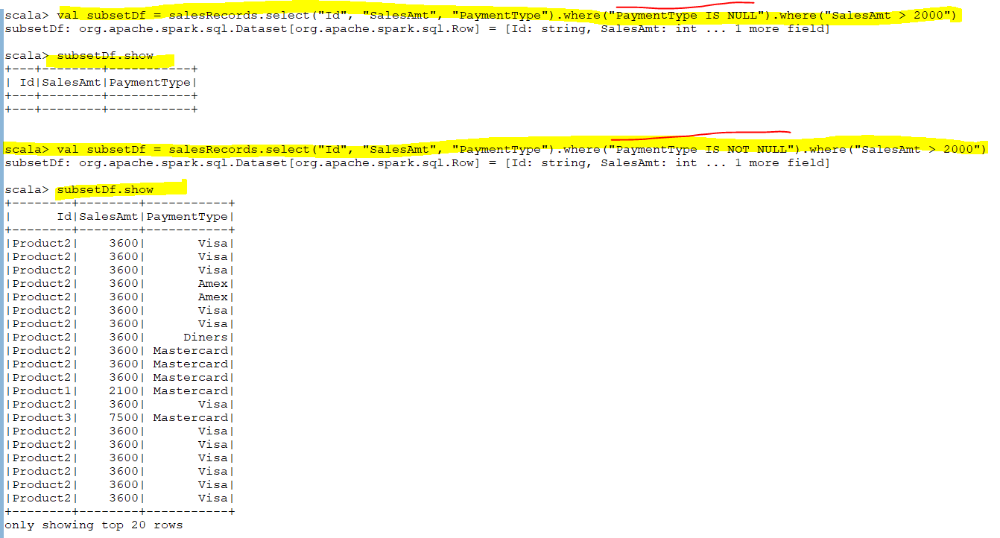 scala> val subsetDf = salesRecords.select("Id", "SalesAmt", "PaymentType").where("PaymentType IS NULL").where("SalesAmt > 2000")
subsetDf: org.apache.spark.sql.Dataset[org.apache.spark.sql.Row] = [Id: string, SalesAmt: int ... 1 more field]
scala> subsetDf.show
+---+--------+-----------+
| Id|SalesAmt|PaymentType|
+---+--------+-----------+
+---+--------+-----------+
scala> val subsetDf = salesRecords.select("Id", "SalesAmt", "PaymentType").where("PaymentType IS NOT NULL").where("SalesAmt > 2000")
subsetDf: org.apache.spark.sql.Dataset[org.apache.spark.sql.Row] = [Id: string, SalesAmt: int ... 1 more field]
scala> subsetDf.show
+--------+--------+-----------+
|      Id|SalesAmt|PaymentType|
+--------+--------+-----------+
|Product2|    3600|       Visa|
|Product2|    3600|       Visa|
|Product2|    3600|       Visa|
|Product2|    3600|       Amex|
|Product2|    3600|       Amex|
|Product2|    3600|       Visa|
|Product2|    3600|       Visa|
|Product2|    3600|     Diners|
|Product2|    3600| Mastercard|
|Product2|    3600| Mastercard|
|Product2|    3600| Mastercard|
|Product1|    2100| Mastercard|
|Product2|    3600|       Visa|
|Product3|    7500| Mastercard|
|Product2|    3600|       Visa|
|Product2|    3600|       Visa|
|Product2|    3600|       Visa|
|Product2|    3600|       Visa|
|Product2|    3600|       Visa|
|Product2|    3600|       Visa|
+--------+--------+-----------+
only showing top 20 rows